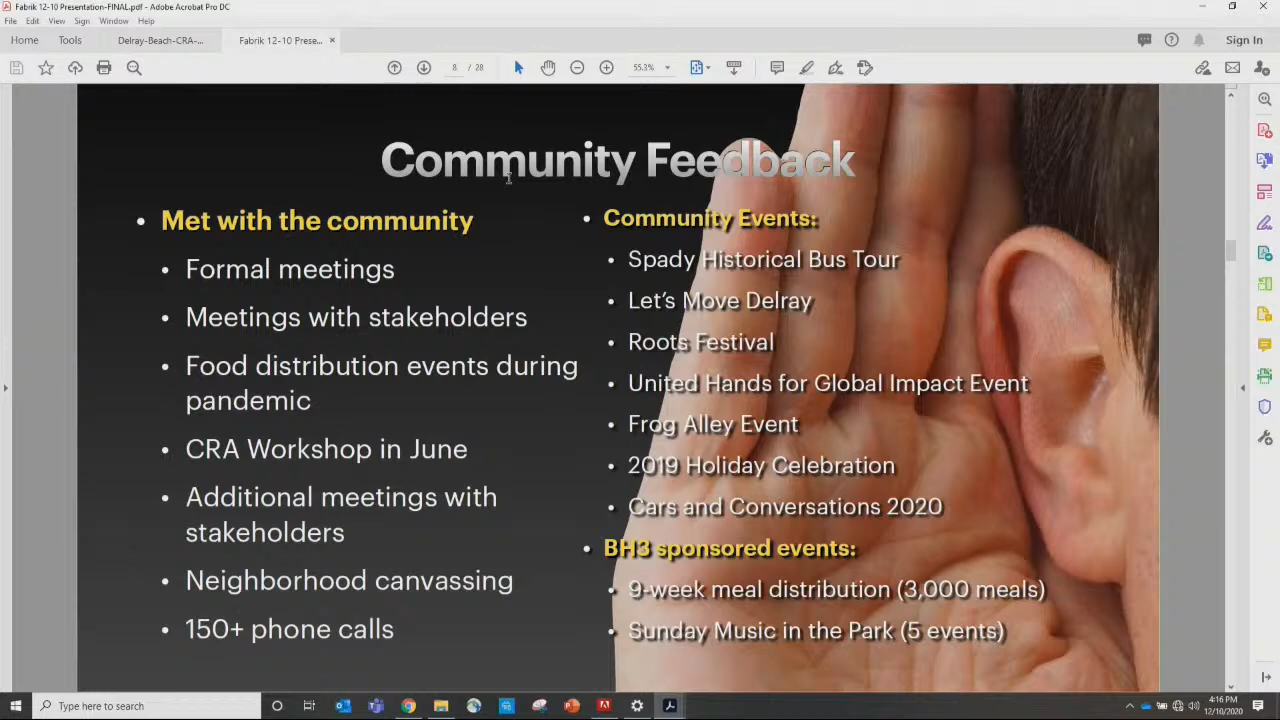 Fabrik 12-10 Presentation-FINAL.pdf - Adobe Acrobat Pro DC
File Edit View Sign Window Help
Home Tools Delray-Beach-CRA-... Fabrik 12-10 Prese... × Sign In
8 / 28 55.3%
Community Feedback
• Met with the community
• Formal meetings
• Meetings with stakeholders
• Food distribution events during
pandemic
• CRA Workshop in June
• Additional meetings with
stakeholders
• Neighborhood canvassing
• 150+ phone calls
• Community Events:
• Spady Historical Bus Tour
• Let’s Move Delray
• Roots Festival
• United Hands for Global Impact Event
• Frog Alley Event
• 2019 Holiday Celebration
• Cars and Conversations 2020
• BH3 sponsored events:
• 9-week meal distribution (3,000 meals)
• Sunday Music in the Park (5 events)
Type here to search
4:16 PM
12/10/2020